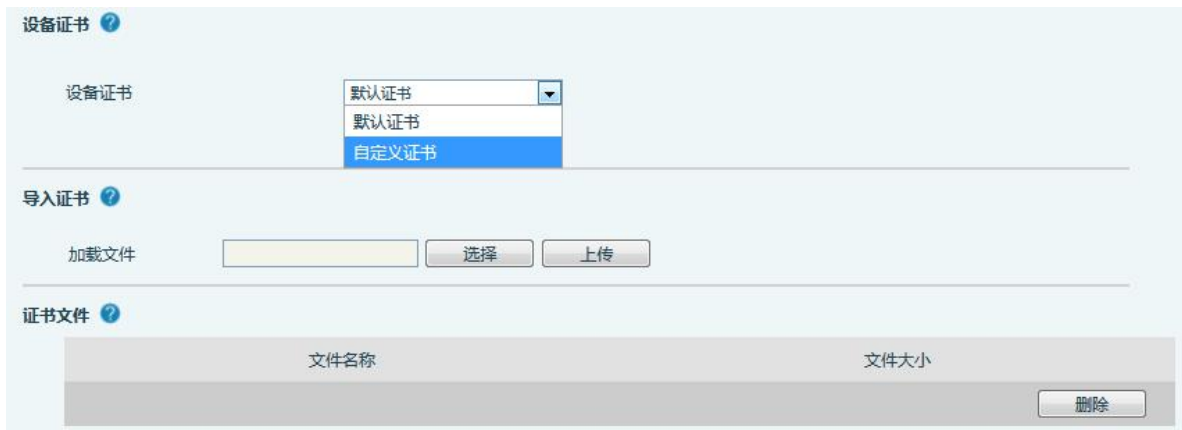 设备证书
设备证书 默认证书
默认证书
自定义证书
导入证书
加载文件 选择 上传
证书文件
文件名称 文件大小
删除